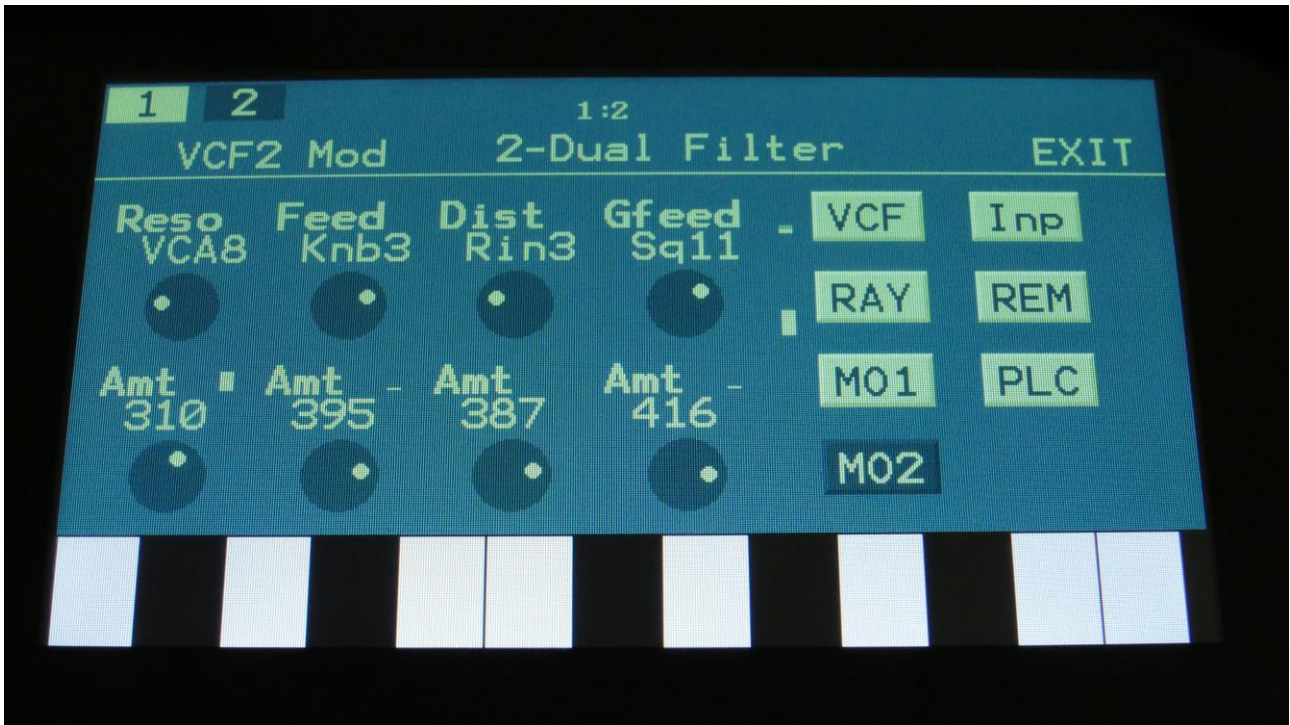 1 2 1:2
VCF2 Mod 2-Dual Filter EXIT
Reso Feed Dist Gfeed VCF Inp
VCA8 Knb3 Rin3 Sq11
RAY REM
Amt Amt Amt Amt MO1 PLC
310 395 387 416
MO2